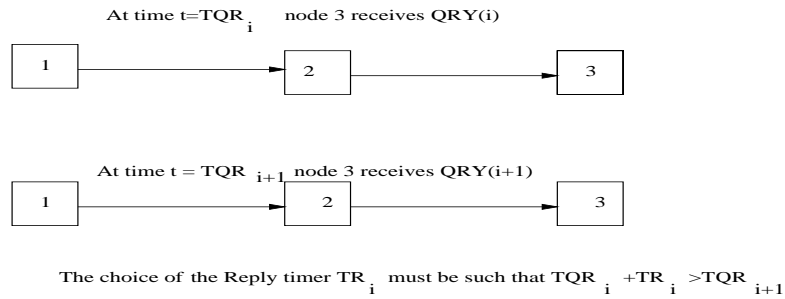 At time t=TQR i node 3 receives QRY(i)
1 2 3
At time t = TQR i+1 node 3 receives QRY(i+1)
1 2 3
The choice of the Reply timer TR i must be such that TQR i +TR i >TQR i+1